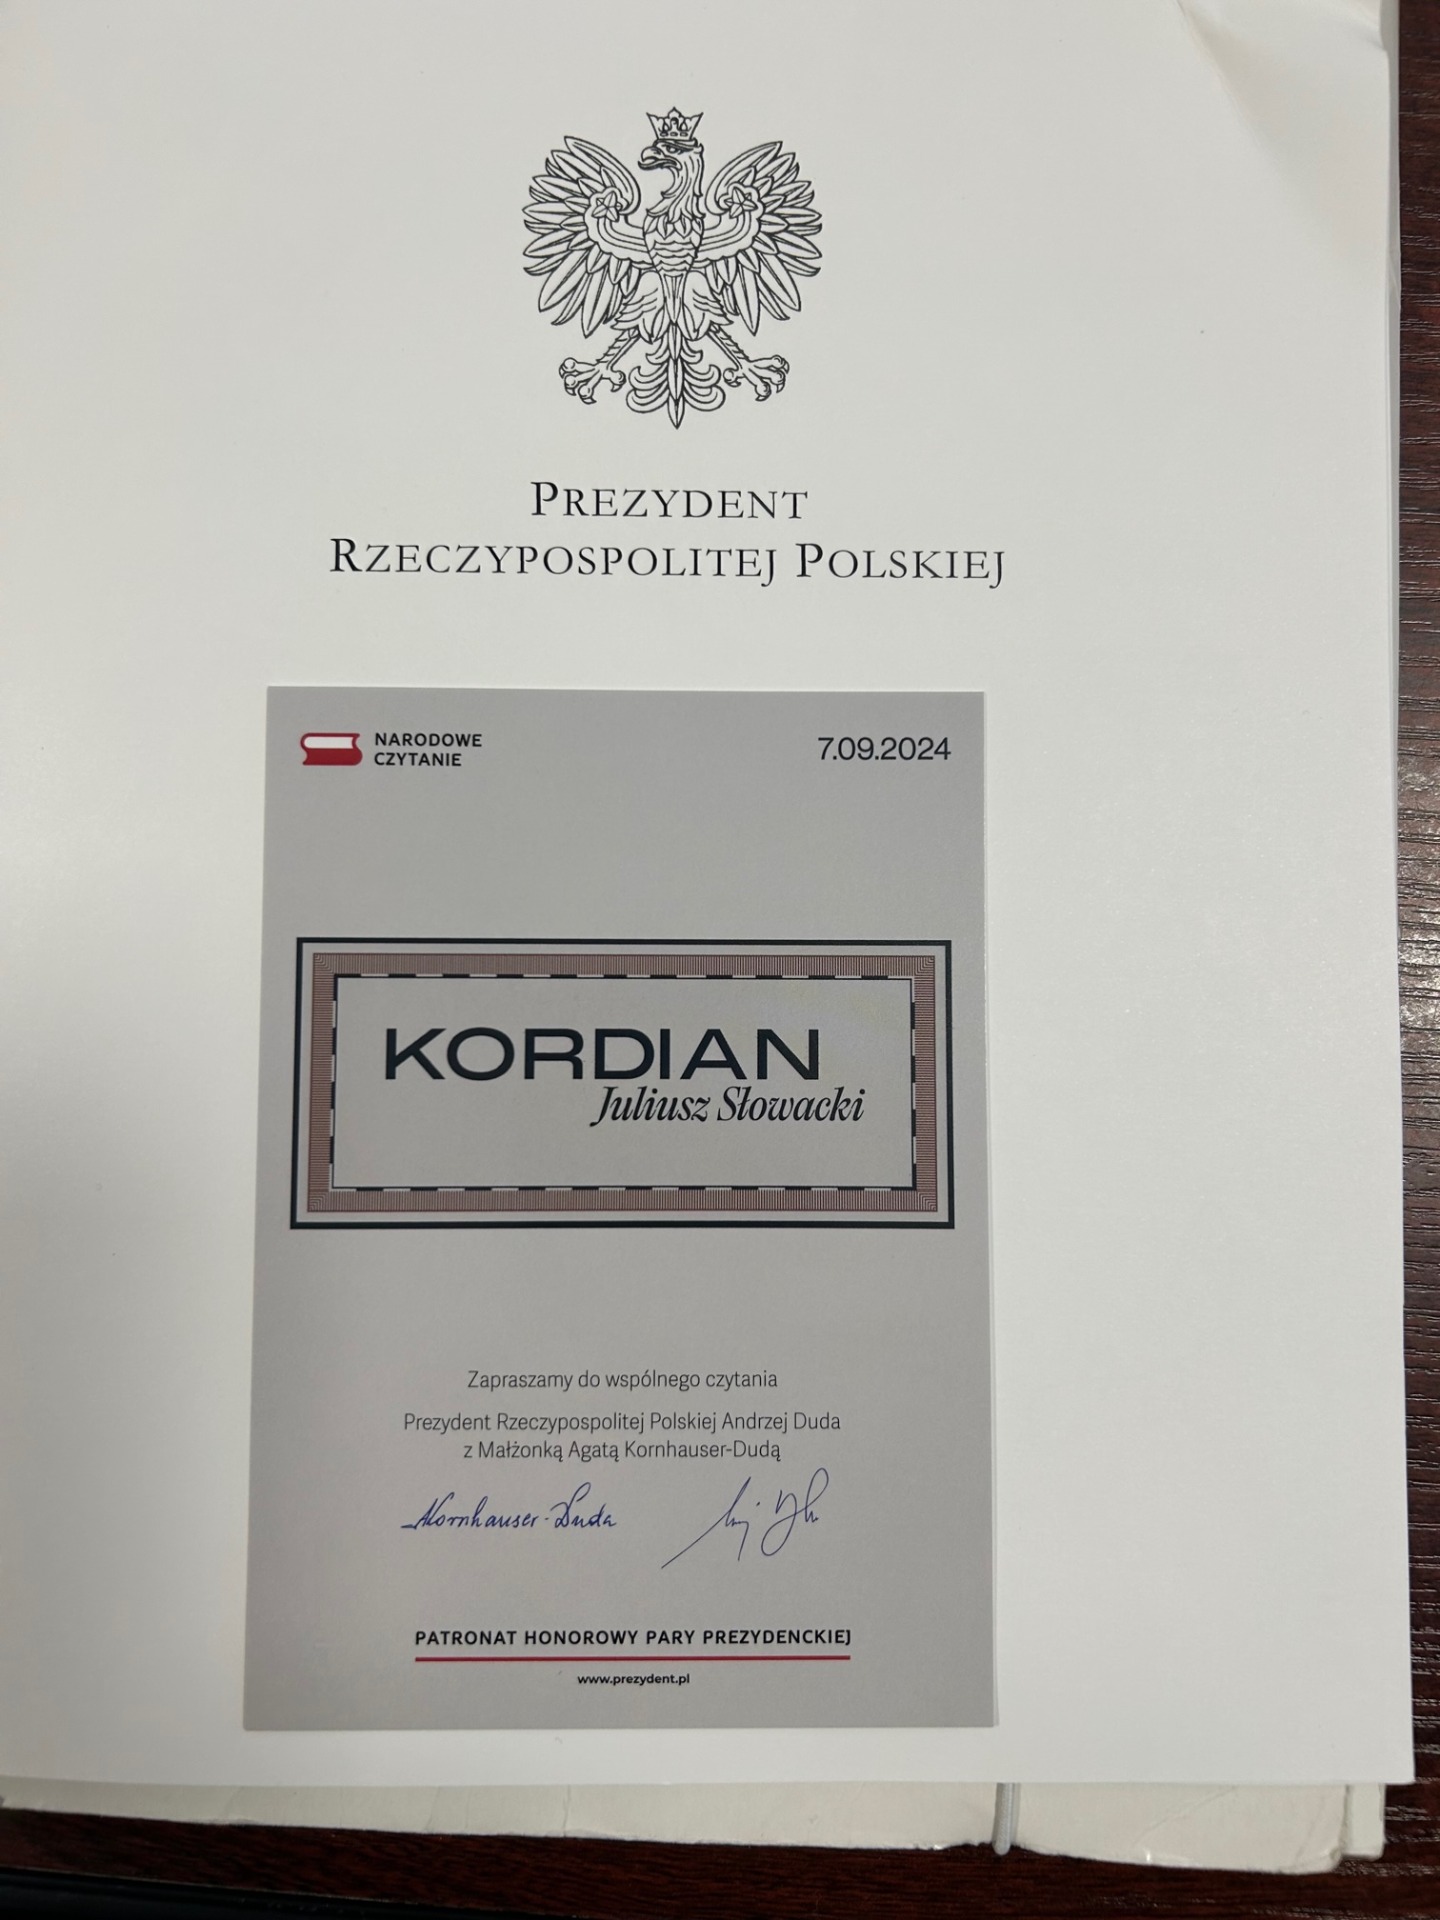 PREZYDENT
RZECZYPOSPOLITEJ POLSKIEJ
NARODOWE
CZYTANIE
7.09.2024
KORDIAN
Juliusz Słowacki
Zapraszamy do wspólnego czytania
Prezydent Rzeczypospolitej Polskiej Andrzej Duda
z Małżonką Agatą Kornhauser-Dudą
AKornhauser-Duda
PATRONAT HONOROWY PARY PREZYDENCKIEJ
www.prezydent.pl